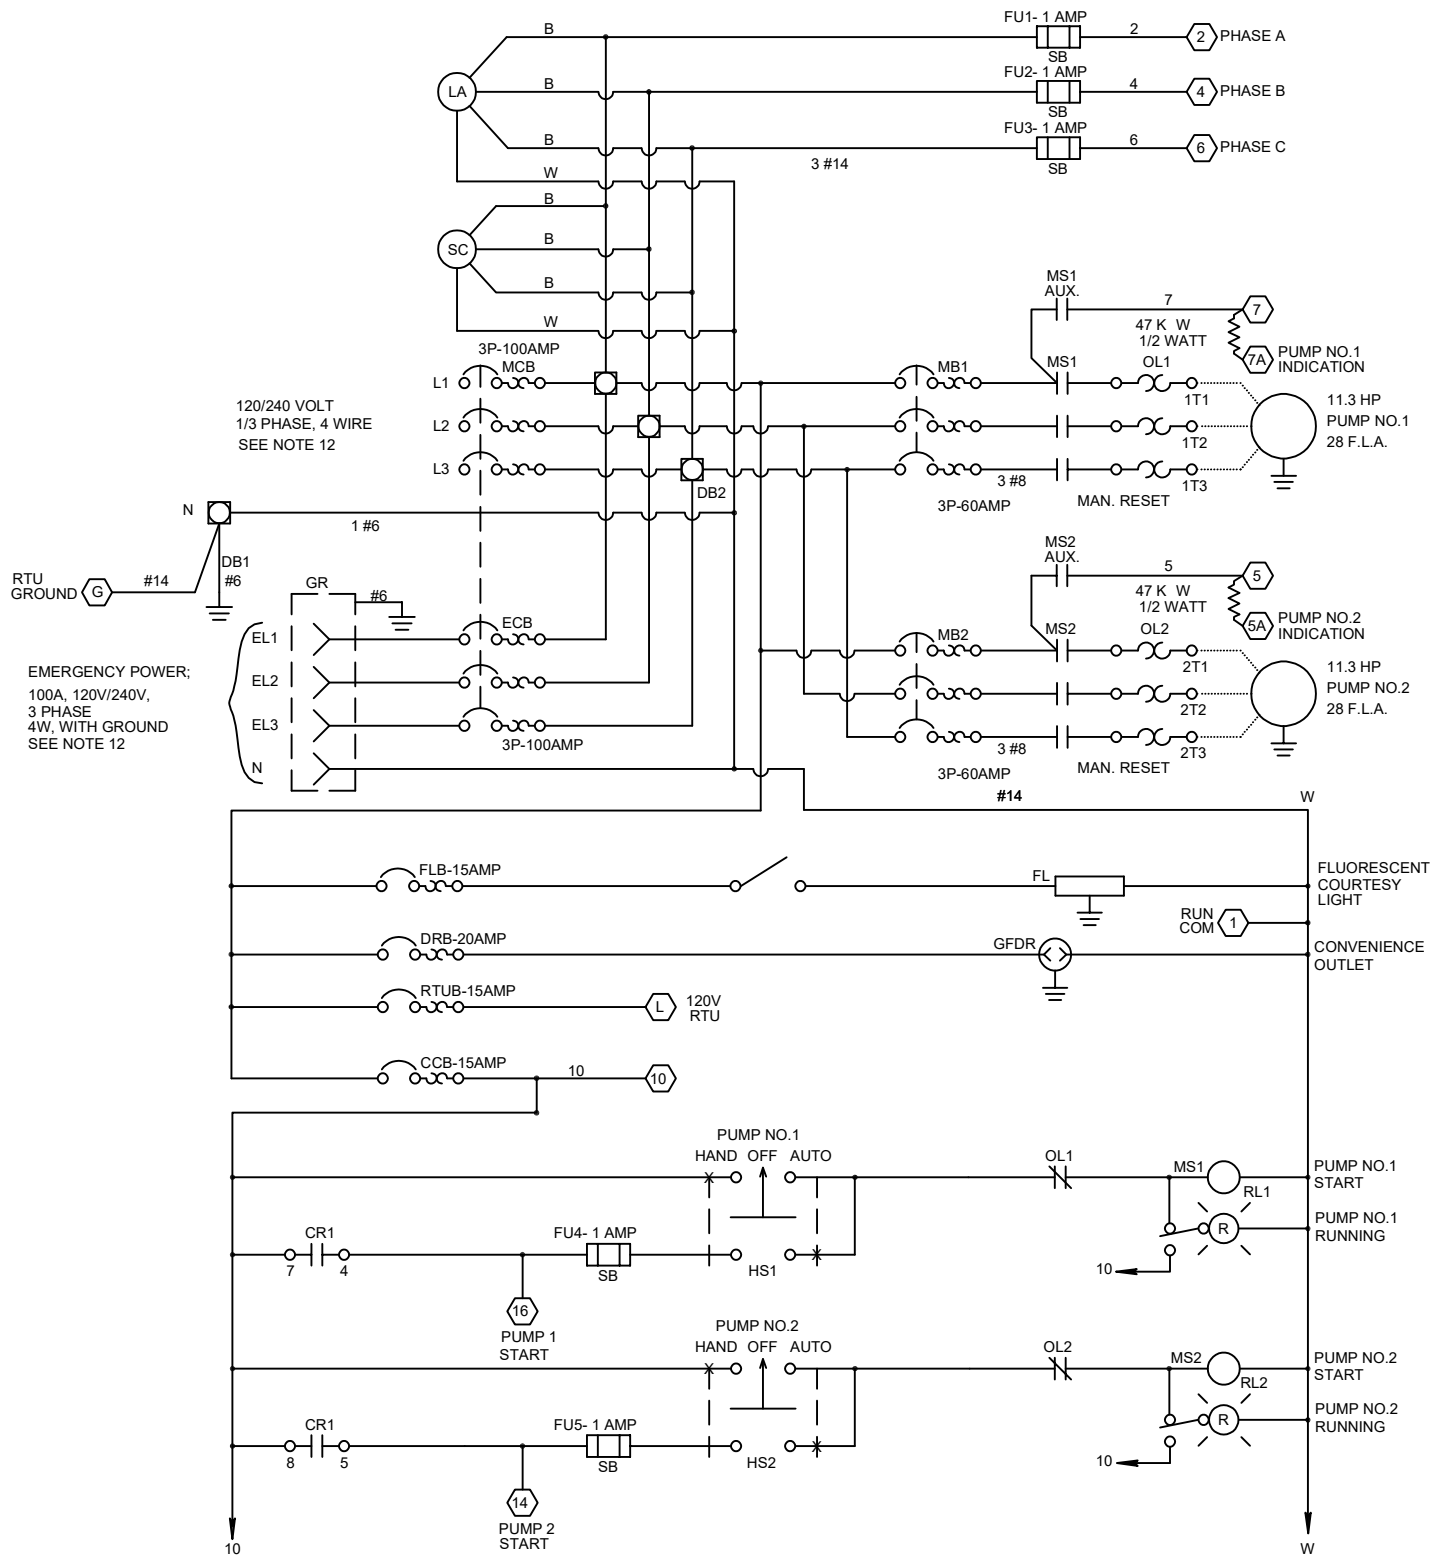 FU1- 1 AMP
B
2
2
PHASE A
SB
FU2- 1 AMP
LA
B
4
4
PHASE B
SB
FU3- 1 AMP
B
6
6
PHASE C
3 #14
SB
W
B
SC
B
B
W
MS1
AUX.
7
7
47 K W
1/2 WATT
7A
PUMP NO.1
INDICATION
3P-100AMP
MCB
MB1
MS1
OL1
L1
1T1
120/240 VOLT
1/3 PHASE, 4 WIRE
SEE NOTE 12
L2
1T2
11.3 HP
PUMP NO.1
28 F.L.A.
L3
DB2
3 #8
1T3
3P-60AMP
MAN. RESET
N
1 #6
DB1
#6
RTU
GROUND
G
#14
GR
#6
MS2
AUX.
5
5
47 K W
1/2 WATT
5A
PUMP NO.2
INDICATION
EL1
ECB
MB2
MS2
OL2
2T1
EMERGENCY POWER;
100A, 120V/240V,
3 PHASE
4W, WITH GROUND
SEE NOTE 12
EL2
2T2
11.3 HP
PUMP NO.2
28 F.L.A.
EL3
3P-100AMP
3 #8
2T3
N
3P-60AMP
MAN. RESET
#14
W
FLB-15AMP
FL
FLUORESCENT
COURTESY
LIGHT
RUN
COM
1
DRB-20AMP
GFDR
CONVENIENCE
OUTLET
RTUB-15AMP
L
120V
RTU
CCB-15AMP
10
10
PUMP NO.1
HAND OFF AUTO
OL1
MS1
PUMP NO.1
START
RL1
R
PUMP NO.1
RUNNING
CR1
7
4
FU4- 1 AMP
SB
HS1
10
16
PUMP 1
START
PUMP NO.2
HAND OFF AUTO
OL2
MS2
PUMP NO.2
START
RL2
R
PUMP NO.2
RUNNING
CR1
8
5
FU5- 1 AMP
SB
HS2
10
14
PUMP 2
START
10
W